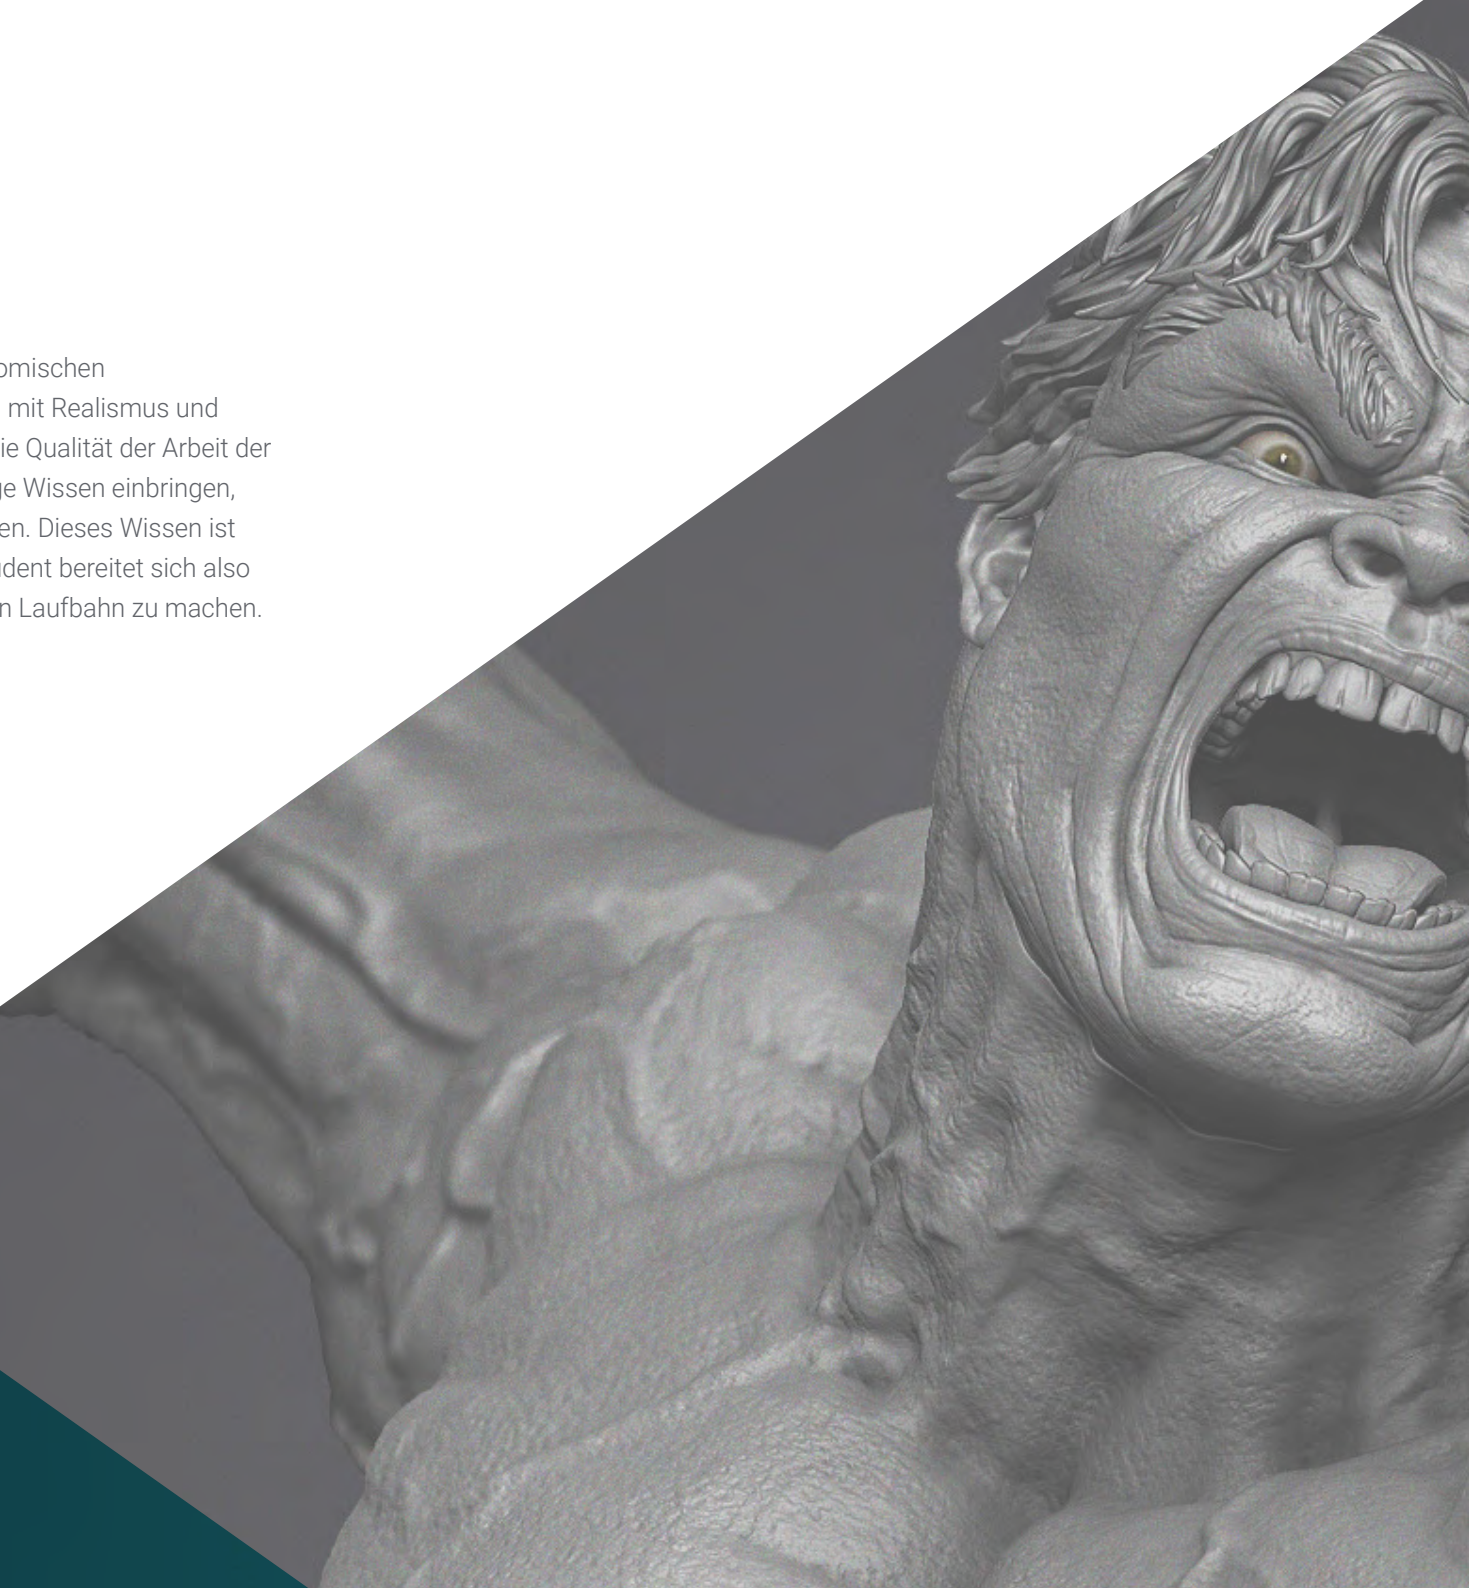 omischen
mit Realismus und
ie Qualität der Arbeit der
ge Wissen einbringen,
en. Dieses Wissen ist
udent bereitet sich also
n Laufbahn zu machen.